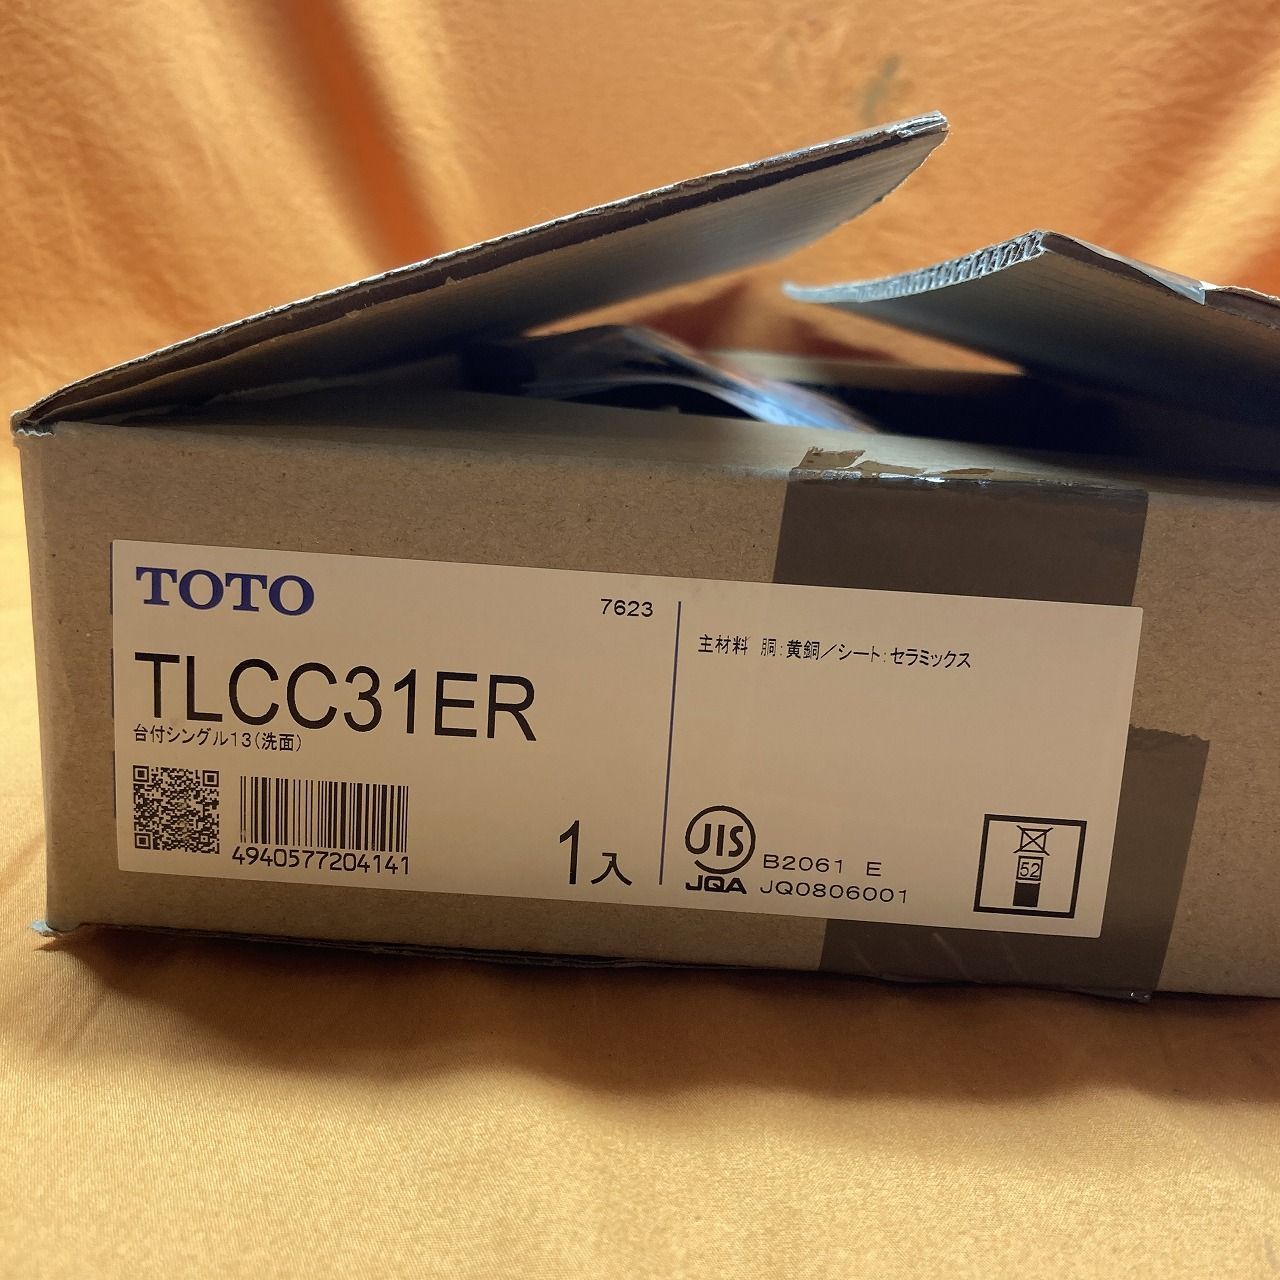 TOTO
7623
TLCC31ER
台付シングル13(洗面)
4940577204141
1入
主材料 胴:黄銅/シート:セラミックス
JIS
B2061 E
JQA
JQ0806001
52